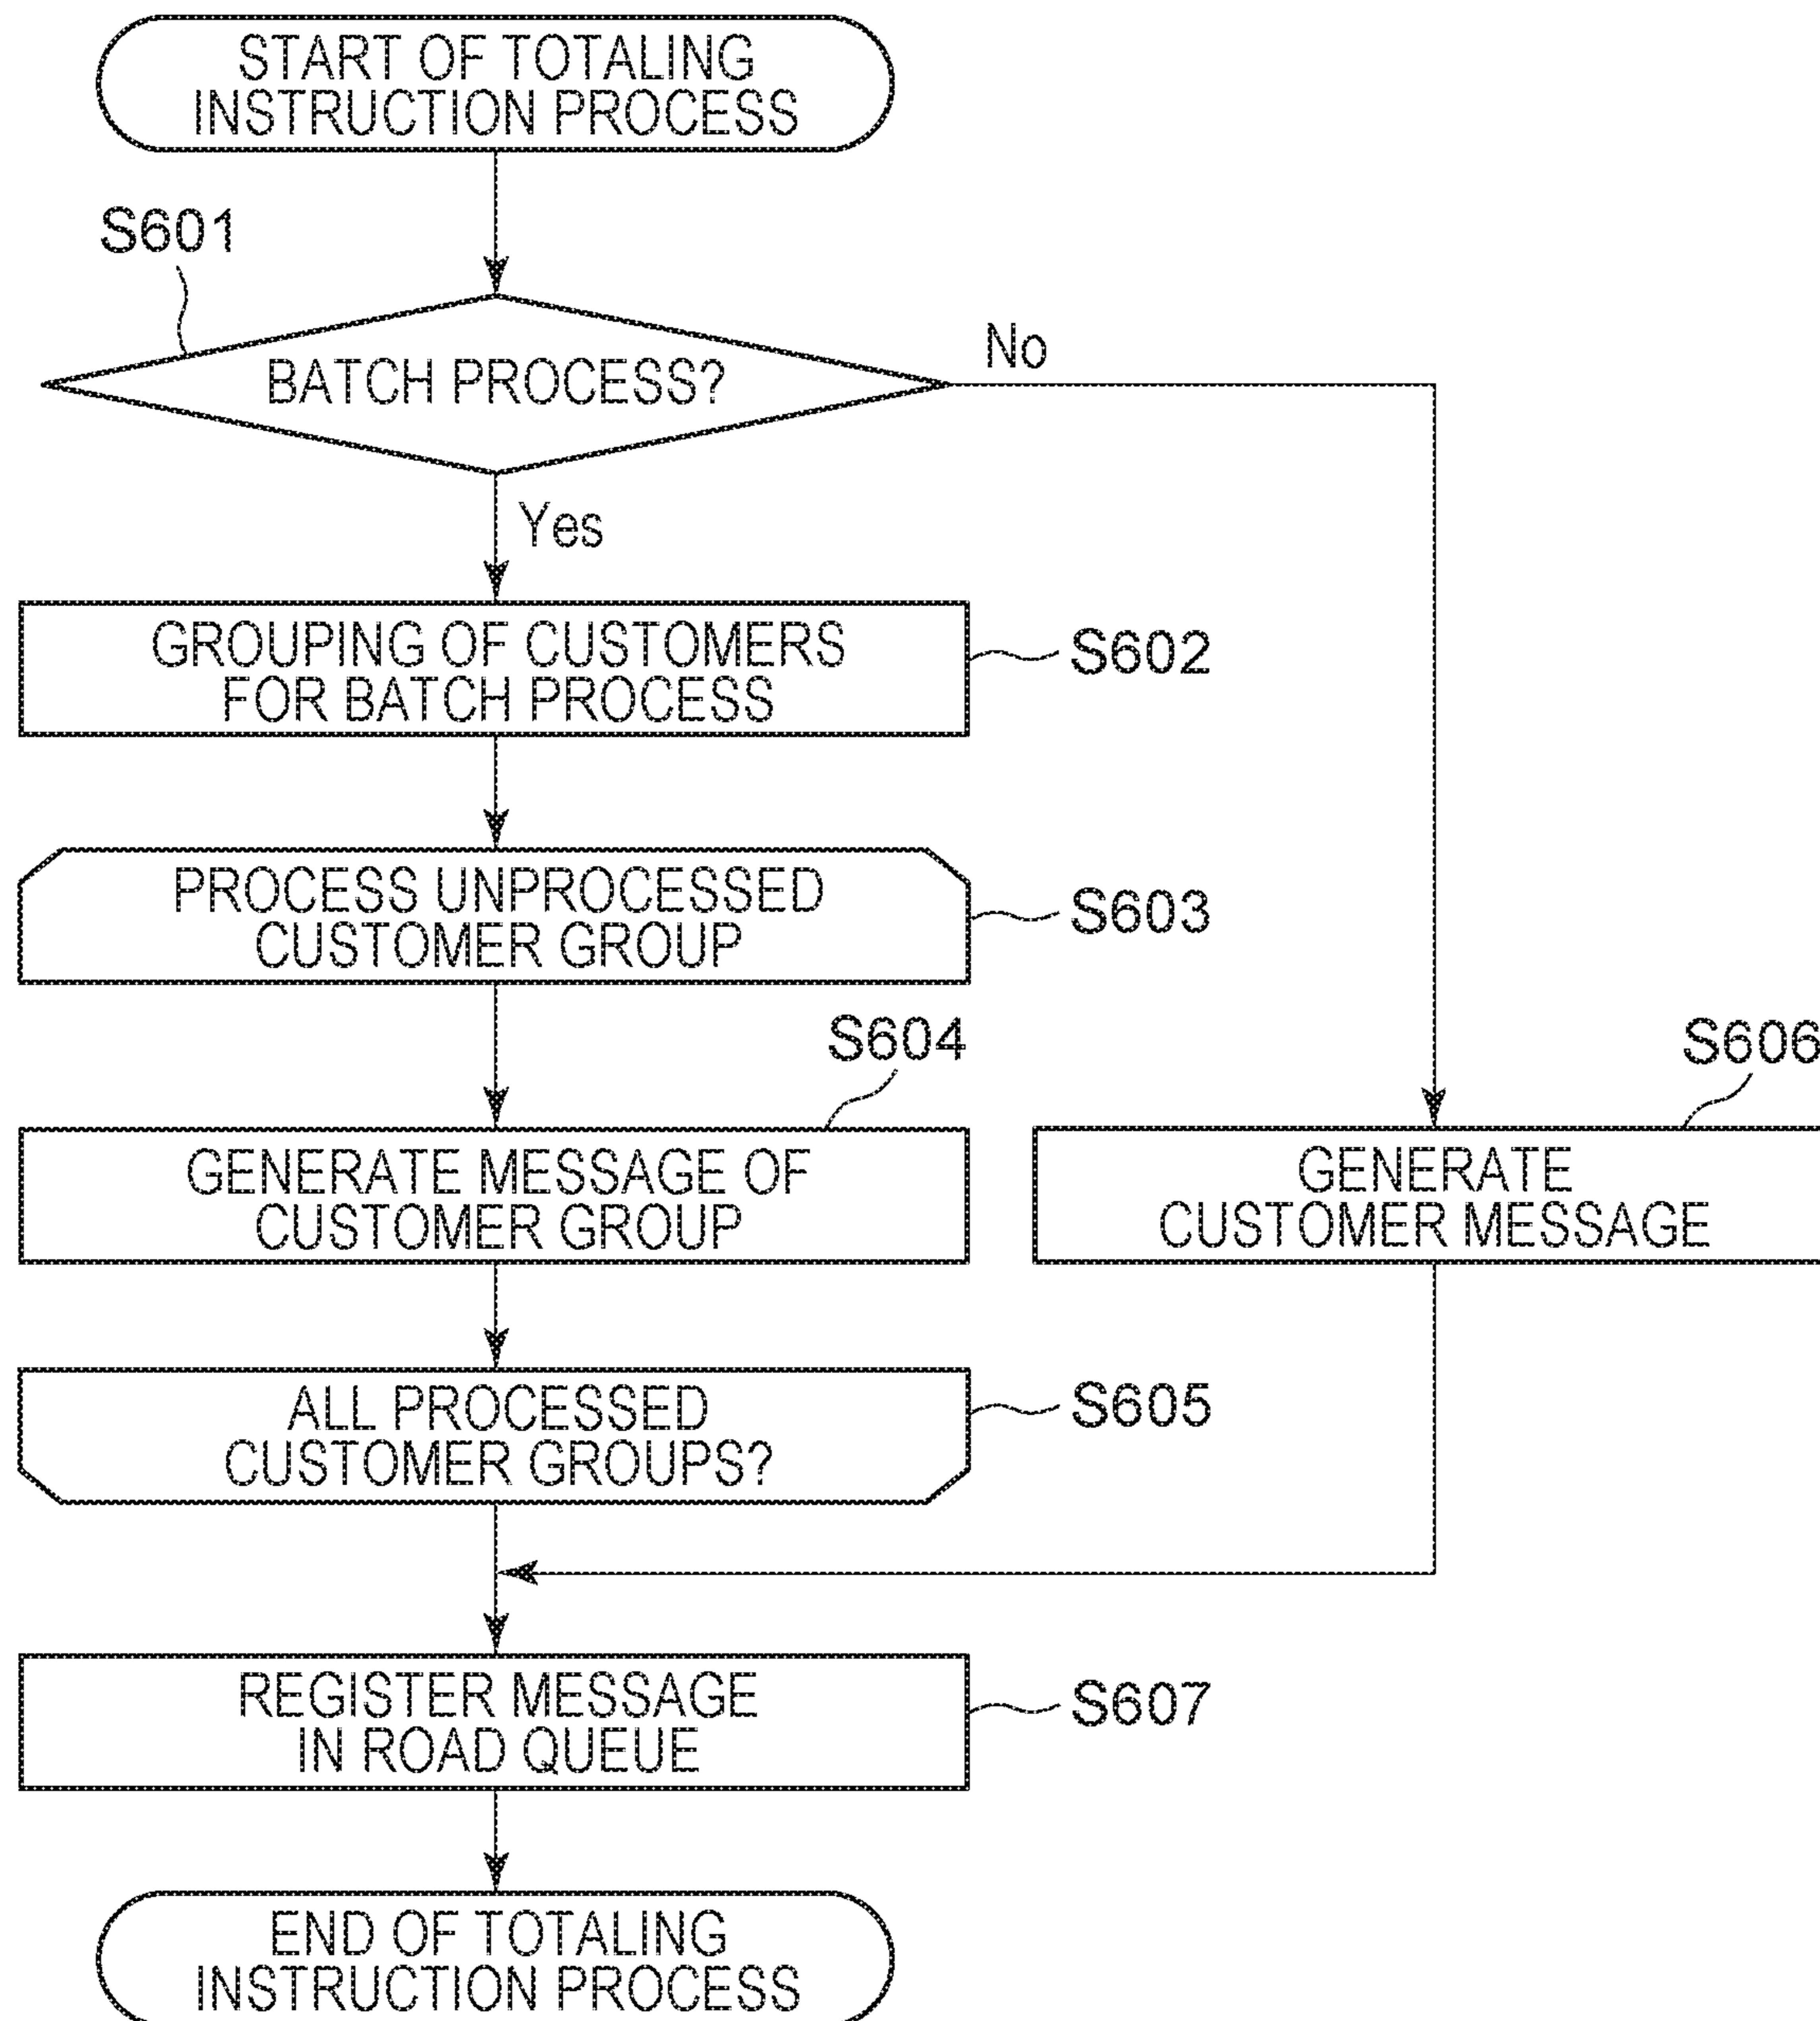 START OF TOTALING
INSTRUCTION PROCESS
S601
BATCH PROCESS?
No
Yes
GROUPING OF CUSTOMERS
FOR BATCH PROCESS
S602
PROCESS UNPROCESSED
CUSTOMER GROUP
S603
S604
GENERATE MESSAGE OF
CUSTOMER GROUP
S606
GENERATE
CUSTOMER MESSAGE
ALL PROCESSED
CUSTOMER GROUPS?
S605
REGISTER MESSAGE
IN ROAD QUEUE
S607
END OF TOTALING
INSTRUCTION PROCESS